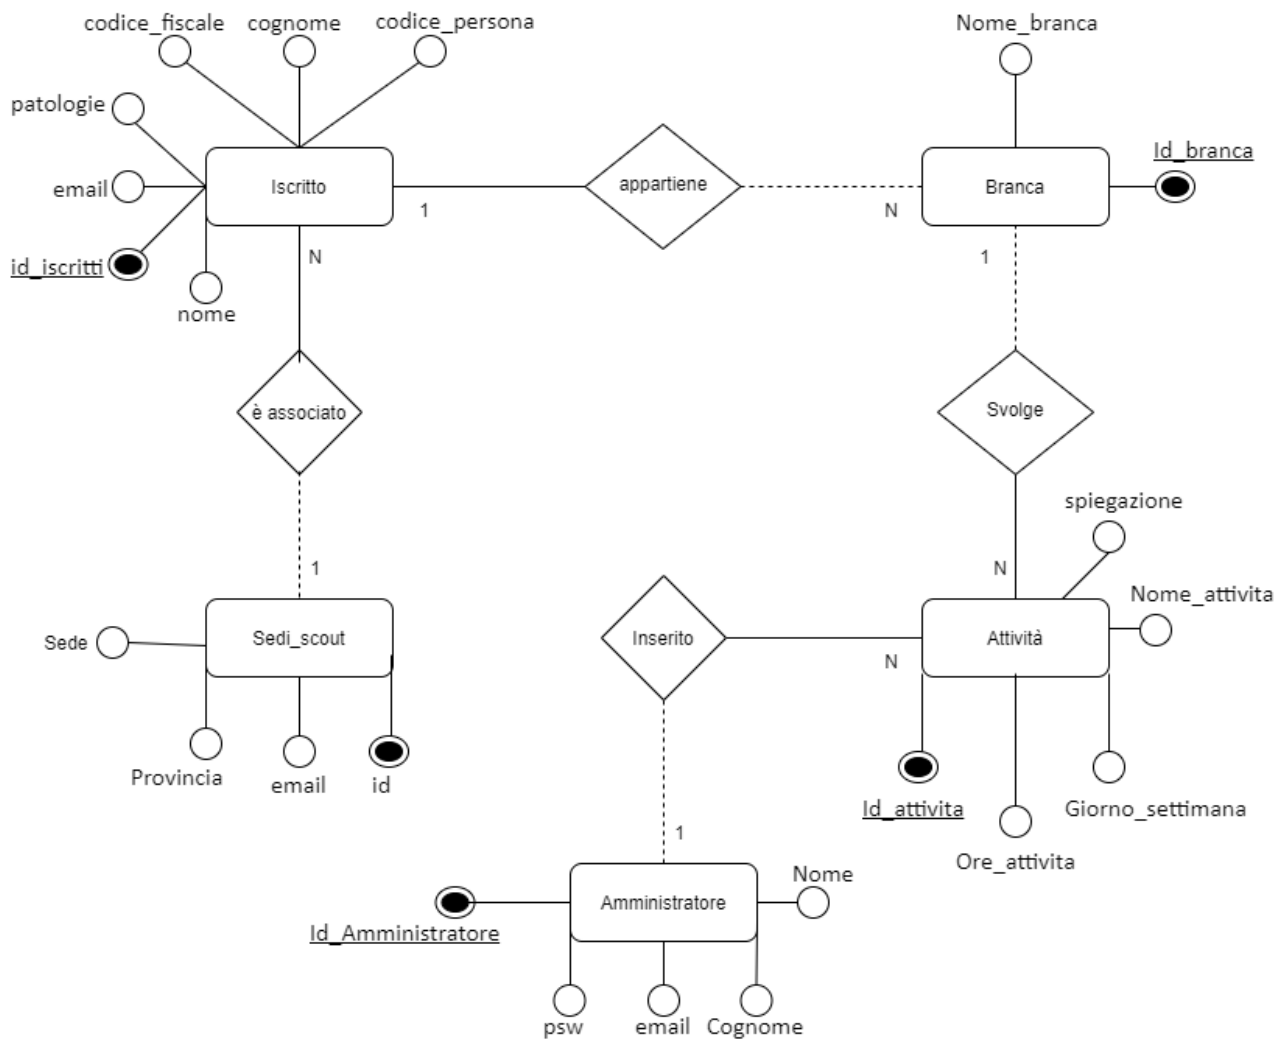 codice_fiscale
cognome
codice_persona
Nome_branca
patologie
Id_branca
email
Iscritto
appartiene
Branca
1
N
id_iscritti
N
1
nome
è associato
Svolge
spiegazione
1
N
Nome_attivita
Sede
Sedi_scout
Inserito
Attività
N
Provincia
email
id
Id_attivita
Giorno_settimana
1
Ore_attivita
Nome
Amministratore
Id_Amministratore
psw
email
Cognome